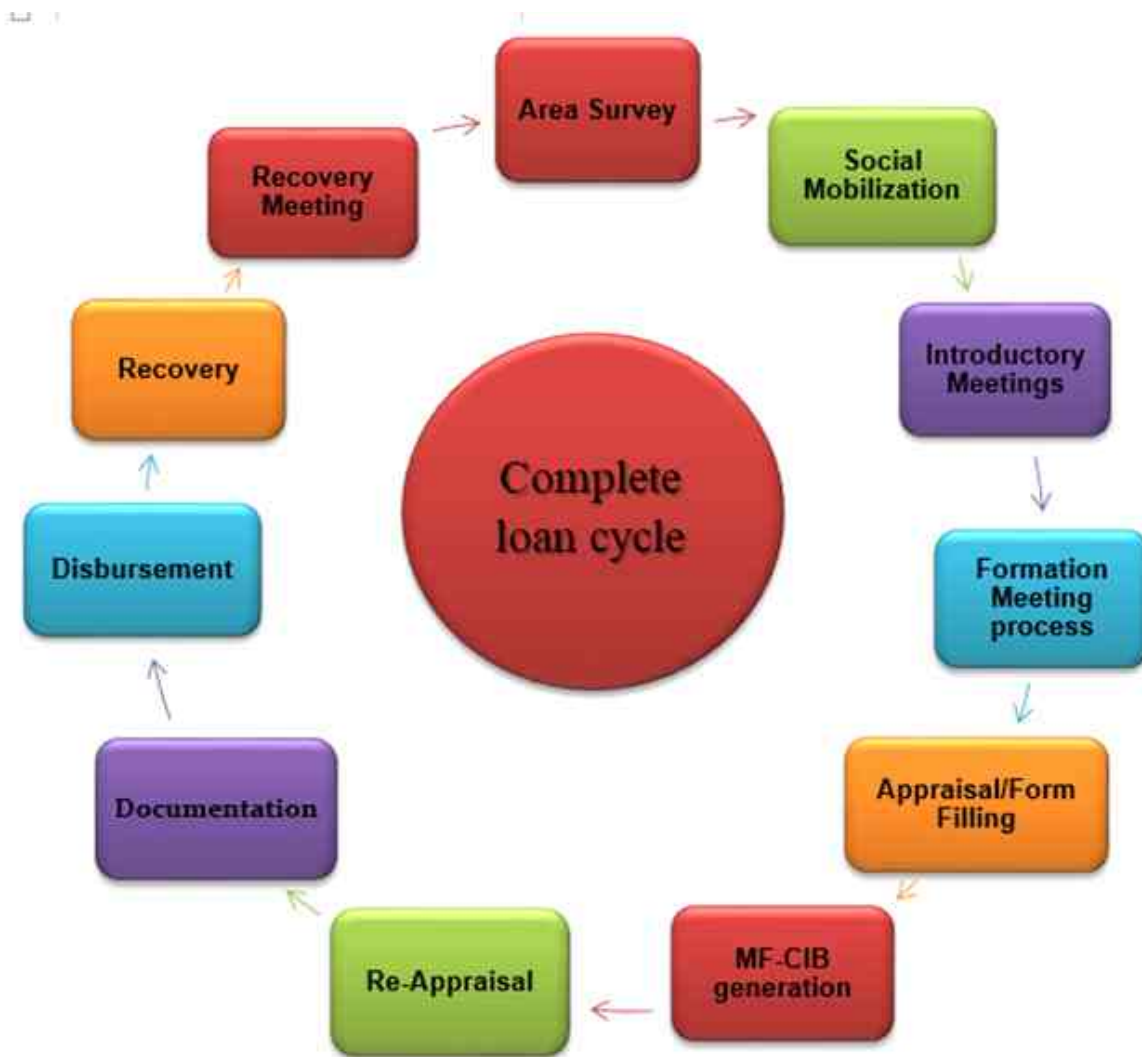 Area Survey
Social
Mobilization
Introductory
Meetings
Formation
Meeting
process
Appraisal/Form
Filling
MF-CIB
generation
Re-Appraisal
Documentation
Disbursement
Recovery
Recovery
Meeting
Complete
loan cycle